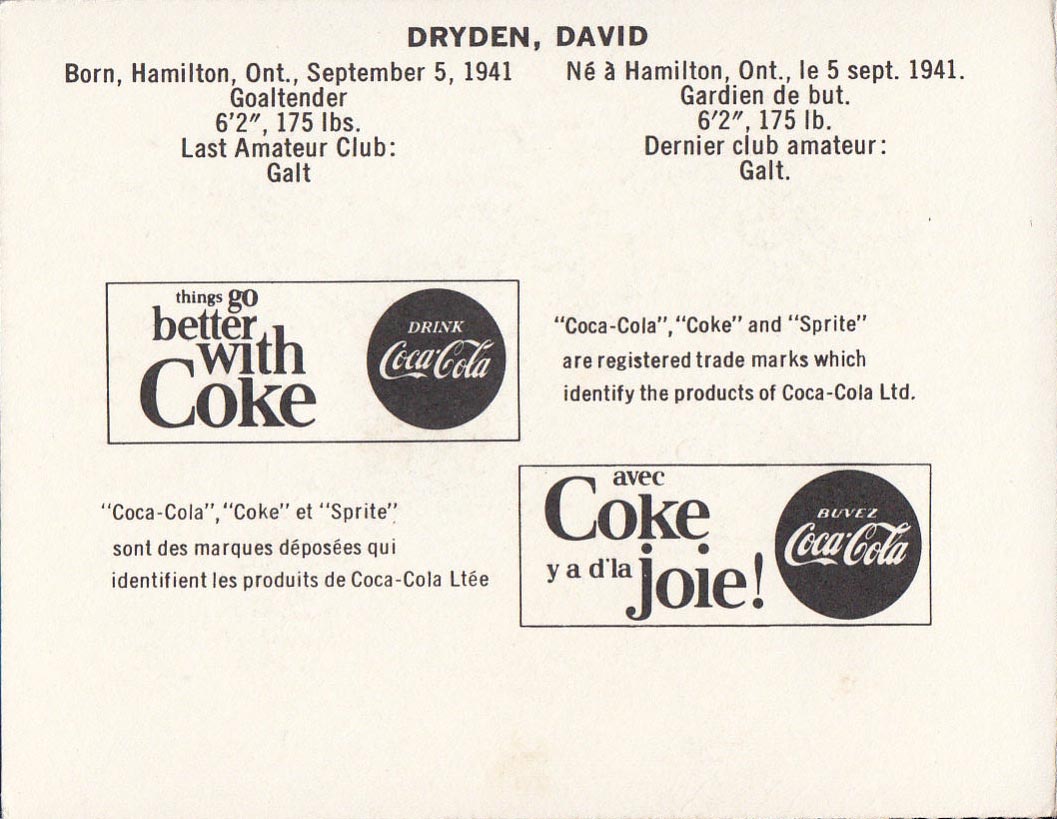 DRYDEN, DAVID
Born, Hamilton, Ont., September 5, 1941
Goaltender
6'2", 175 lbs.
Last Amateur Club:
Galt
Né à Hamilton, Ont., le 5 sept. 1941.
Gardien de but.
6'2", 175 lb.
Dernier club amateur:
Galt.
things go
better
with
Coke
DRINK
Coca-Cola
"Coca-Cola", "Coke" and "Sprite"
are registered trade marks which
identify the products of Coca-Cola Ltd.
"Coca-Cola", "Coke" et "Sprite"
sont des marques déposées qui
identifient les produits de Coca-Cola Ltée
avec
Coke
y a d'la
joie!
BUVEZ
Coca-Cola